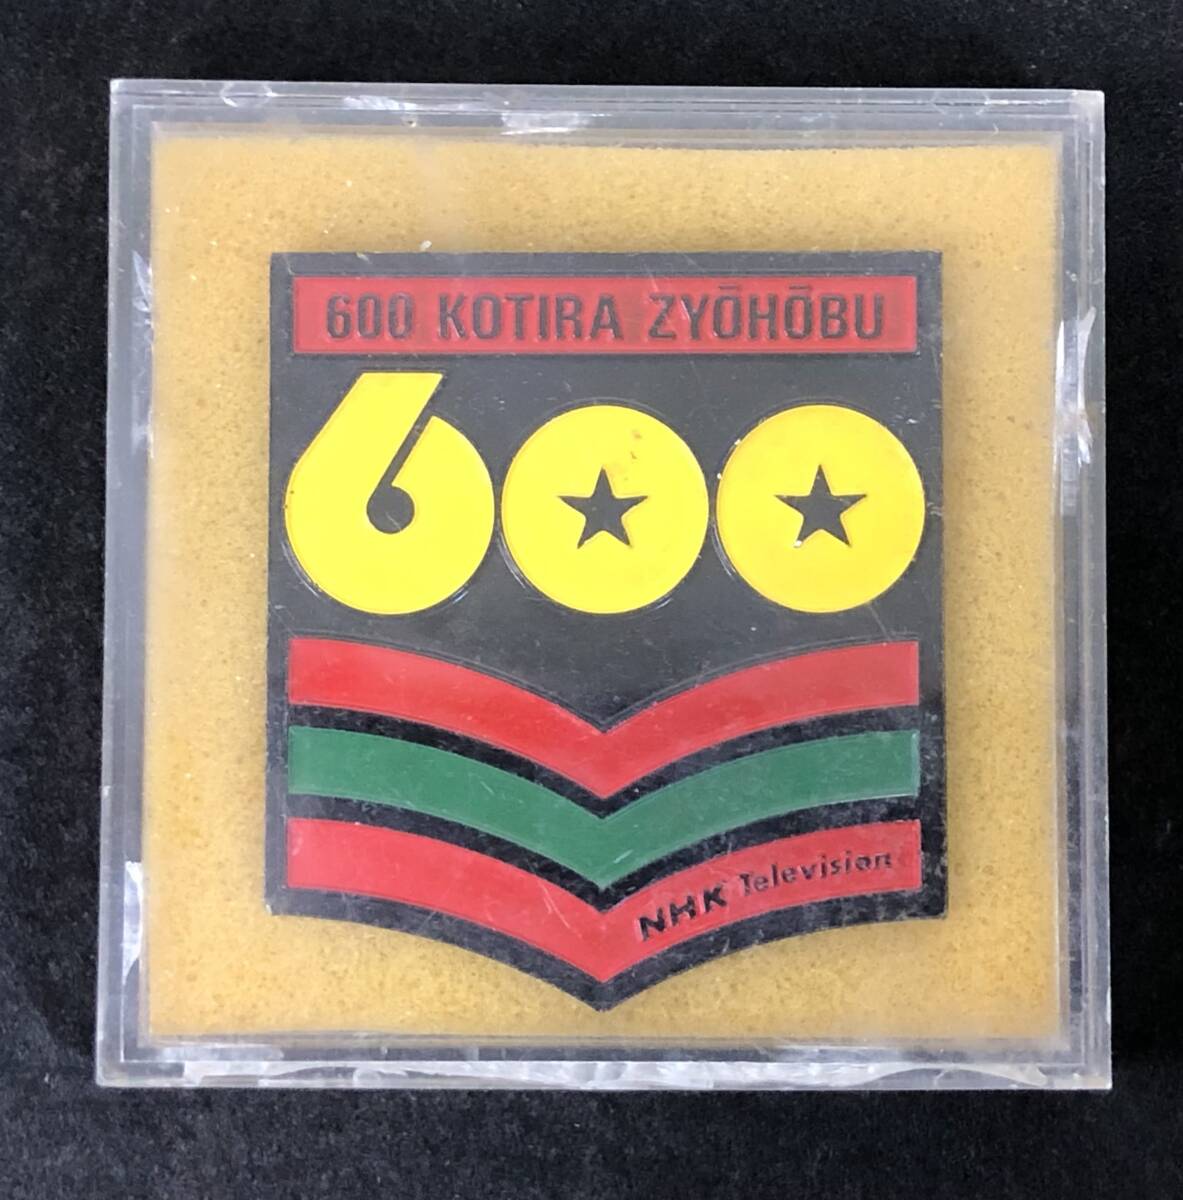 600 KOTIRA ZYŌHŌBU
600
NHK Television